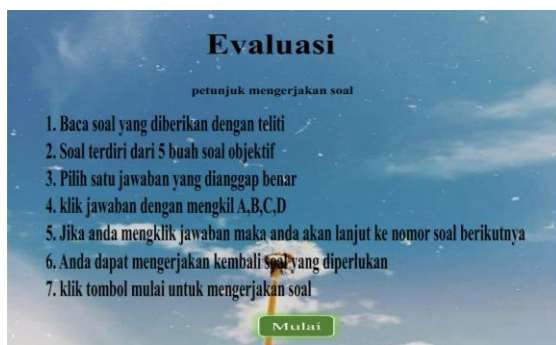 Evaluasi
petunjuk mengerjakan soal
1. Baca soal yang diberikan dengan teliti
2. Soal terdiri dari 5 buah soal objektif
3. Pilih satu jawaban yang dianggap benar
4. klik jawaban dengan mengkil A,B,C,D
5. Jika anda mengklik jawaban maka anda akan lanjut ke nomor soal berikutnya
6. Anda dapat mengerjakan kembali soal yang diperlukan
7. klik tombol mulai untuk mengerjakan soal
Mulai